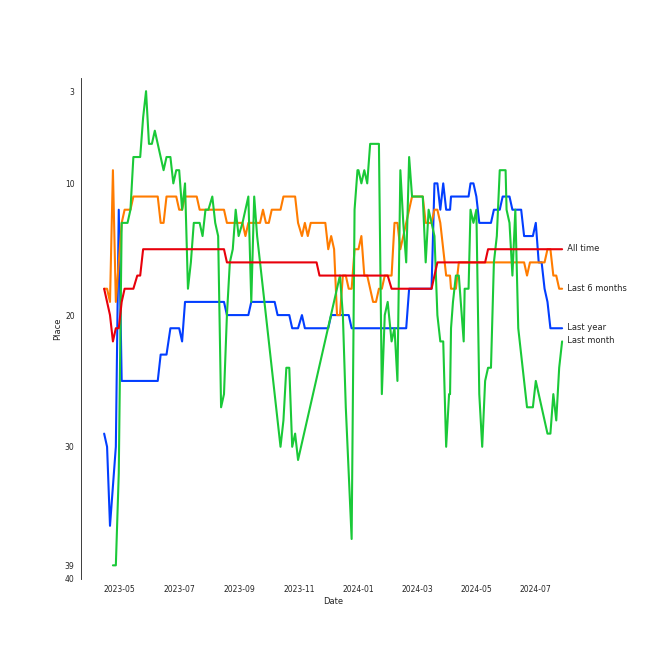 3
10
20
30
39
40
Place
2023-05
2023-07
2023-09
2023-11
2024-01
2024-03
2024-05
2024-07
Date
All time
Last 6 months
Last year
Last month